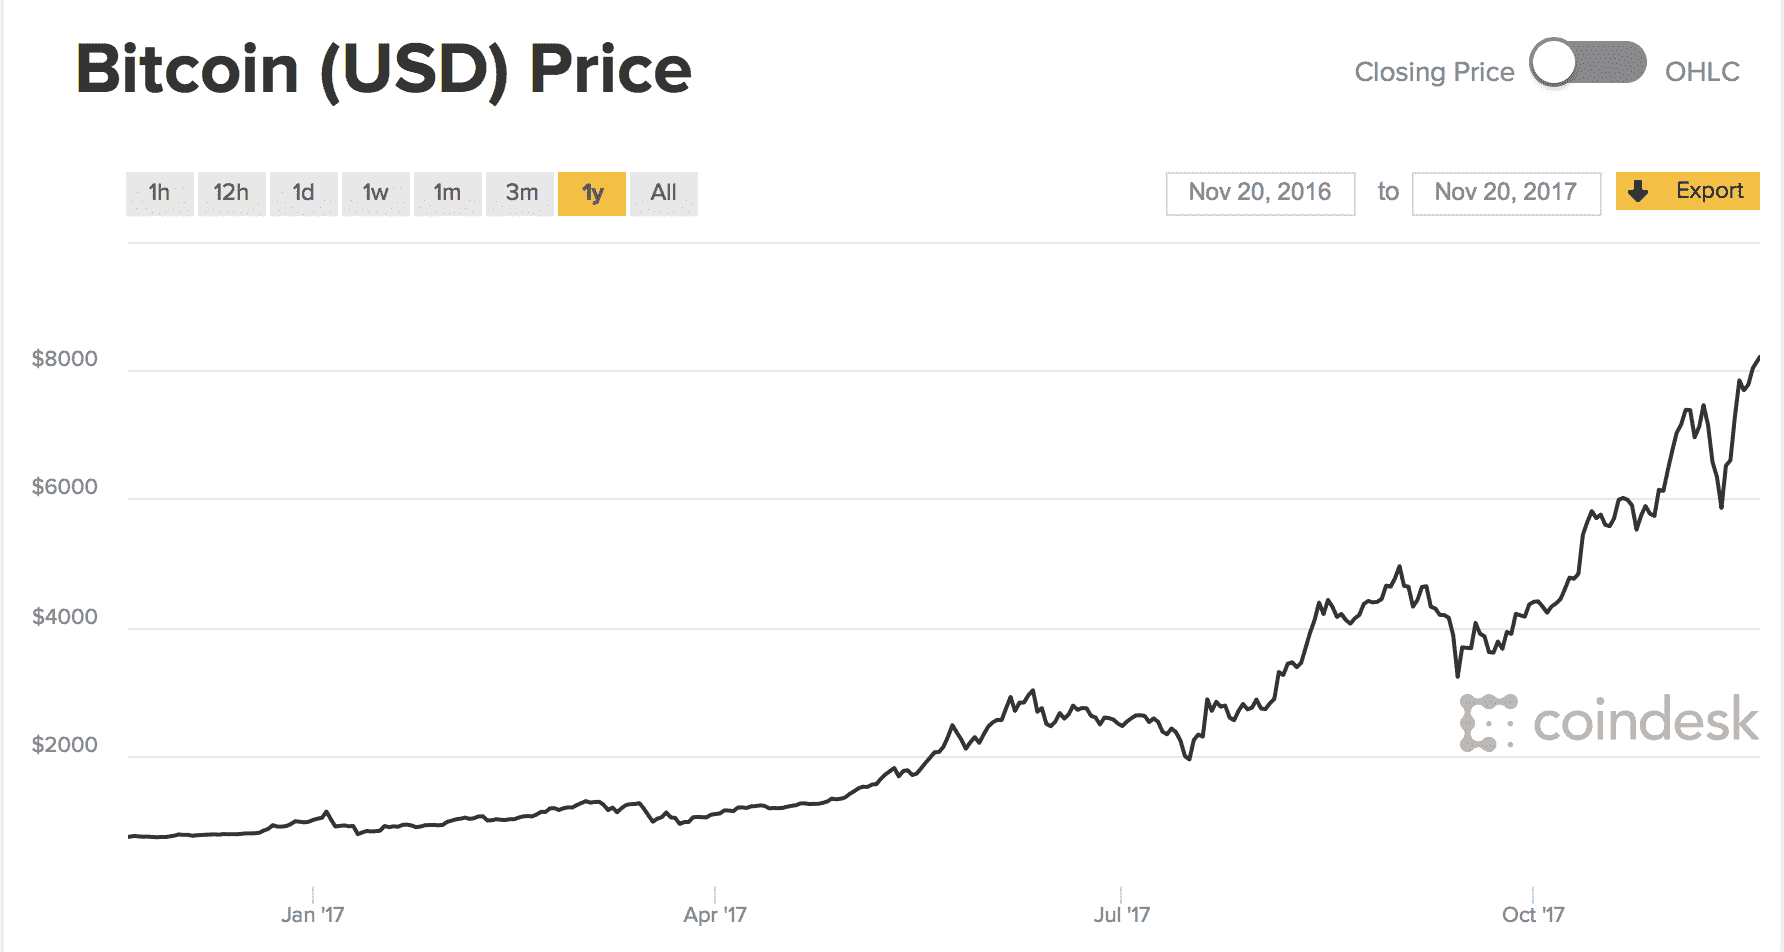 Bitcoin (USD) Price
Closing Price OHLC
1h 12h 1d 1w 1m 3m 1y All
Nov 20, 2016 to Nov 20, 2017 Export
$8000
$6000
$4000
$2000
coindesk
Jan '17 Apr '17 Jul '17 Oct '17